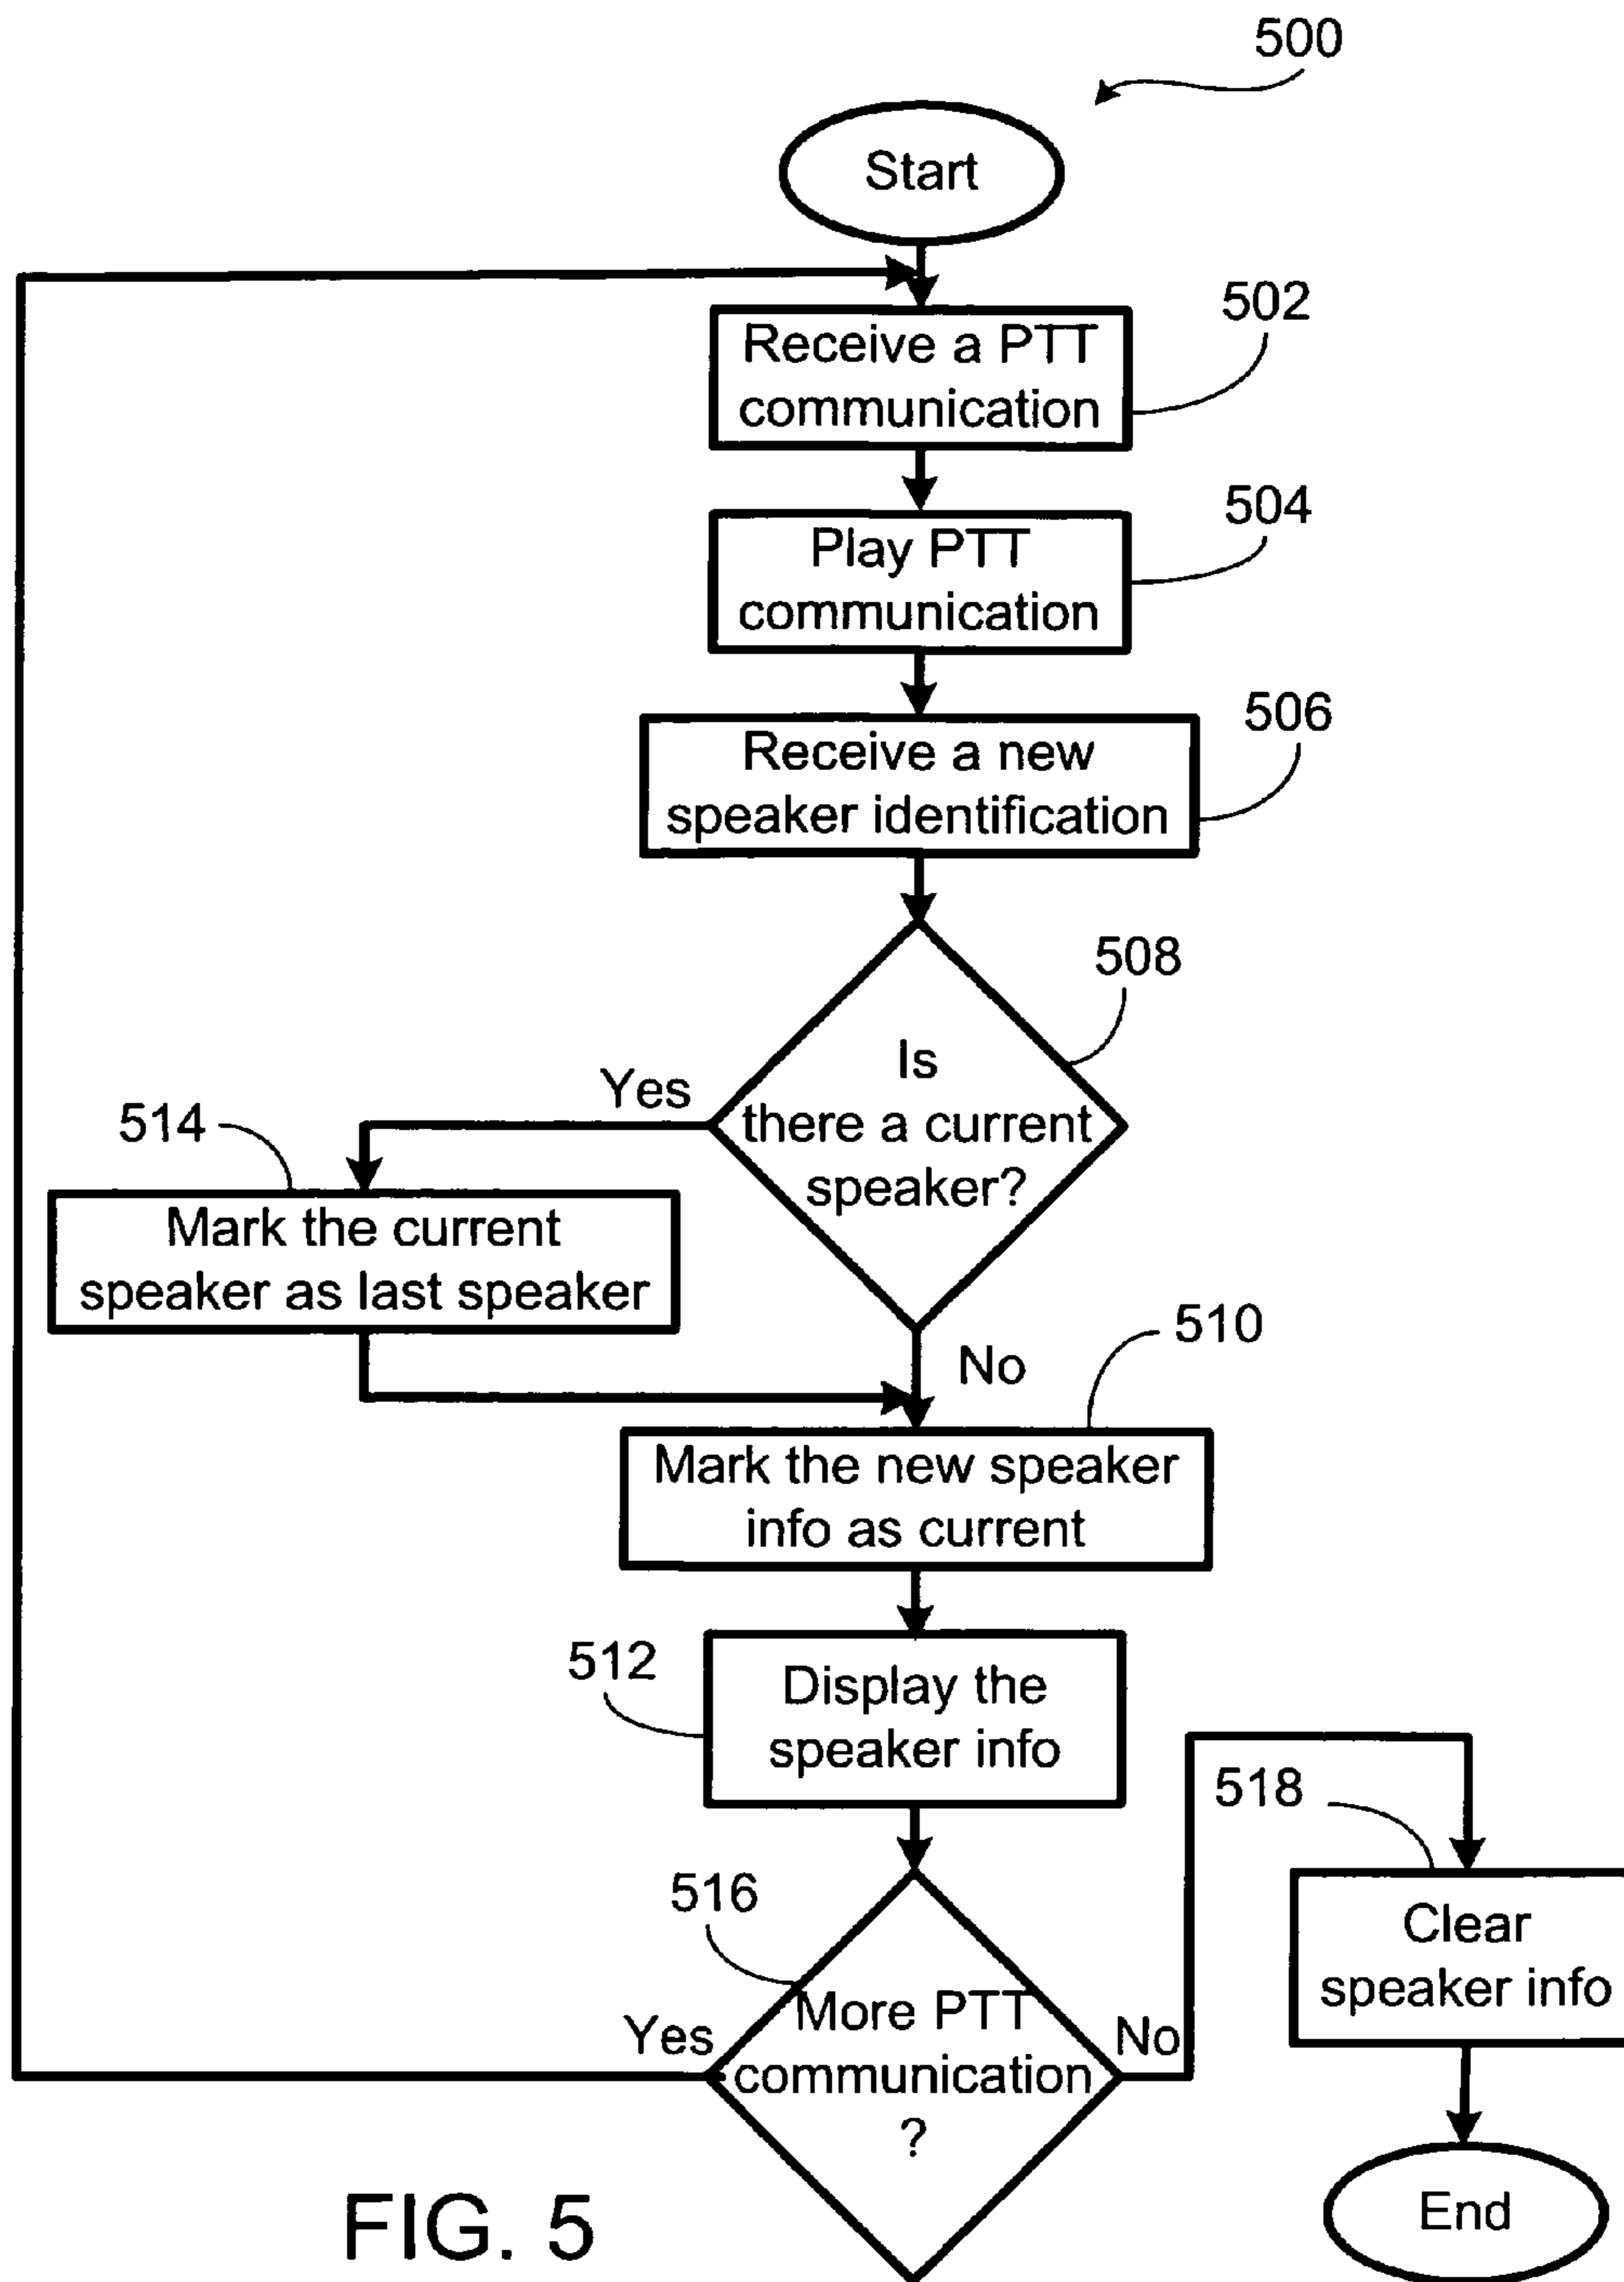 500
Start
502
Receive a PTT
communication
504
Play PTT
communication
506
Receive a new
speaker identification
508
Is
there a current
speaker?
Yes
514
Mark the current
speaker as last speaker
No
510
Mark the new speaker
info as current
512
Display the
speaker info
518
Clear
speaker info
516
More PTT
communication
?
Yes
No
End
FIG. 5